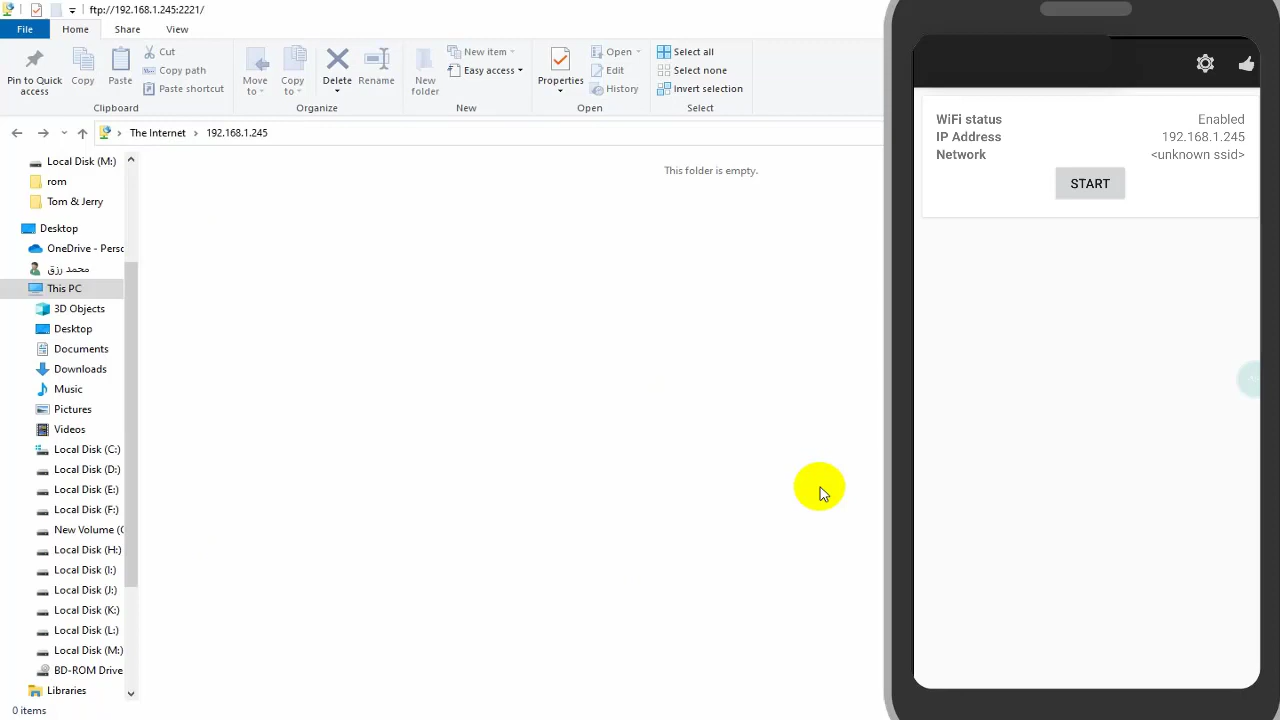 ftp://192.168.1.245:2221/
File Home Share View
Pin to Quick access
Copy
Paste
Cut
Copy path
Paste shortcut
Clipboard
Move to
Copy to
Delete
Rename
Organize
New folder
New item
Easy access
New
Properties
Open
Edit
History
Open
Select all
Select none
Invert selection
Select
The Internet > 192.168.1.245
Local Disk (M:)
rom
Tom & Jerry
Desktop
OneDrive - Perso
محمد رزق
This PC
3D Objects
Desktop
Documents
Downloads
Music
Pictures
Videos
Local Disk (C:)
Local Disk (D:)
Local Disk (E:)
Local Disk (F:)
New Volume (G
Local Disk (H:)
Local Disk (I:)
Local Disk (J:)
Local Disk (K:)
Local Disk (L:)
Local Disk (M:)
BD-ROM Drive
Libraries
0 items
This folder is empty.
WiFi status Enabled
IP Address 192.168.1.245
Network <unknown ssid>
START